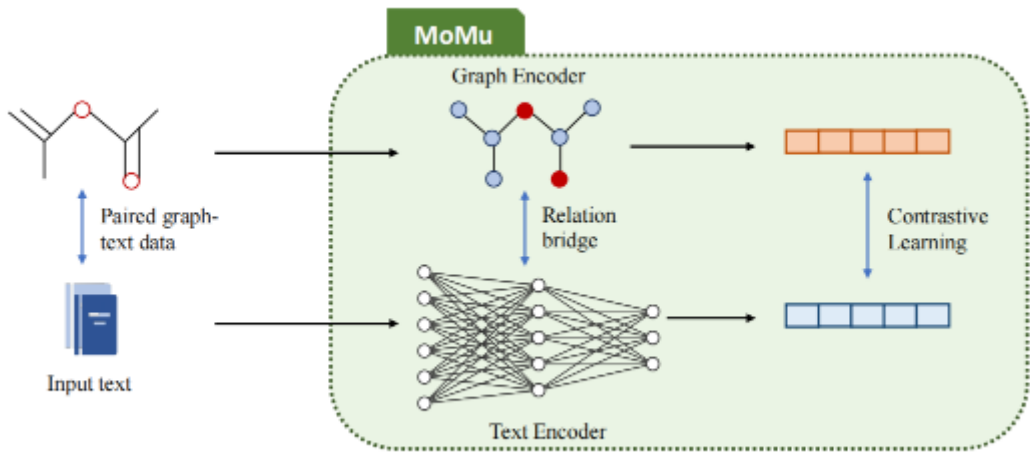 MoMu
Graph Encoder
Paired graph-
text data
Relation
bridge
Contrastive
Learning
Input text
Text Encoder